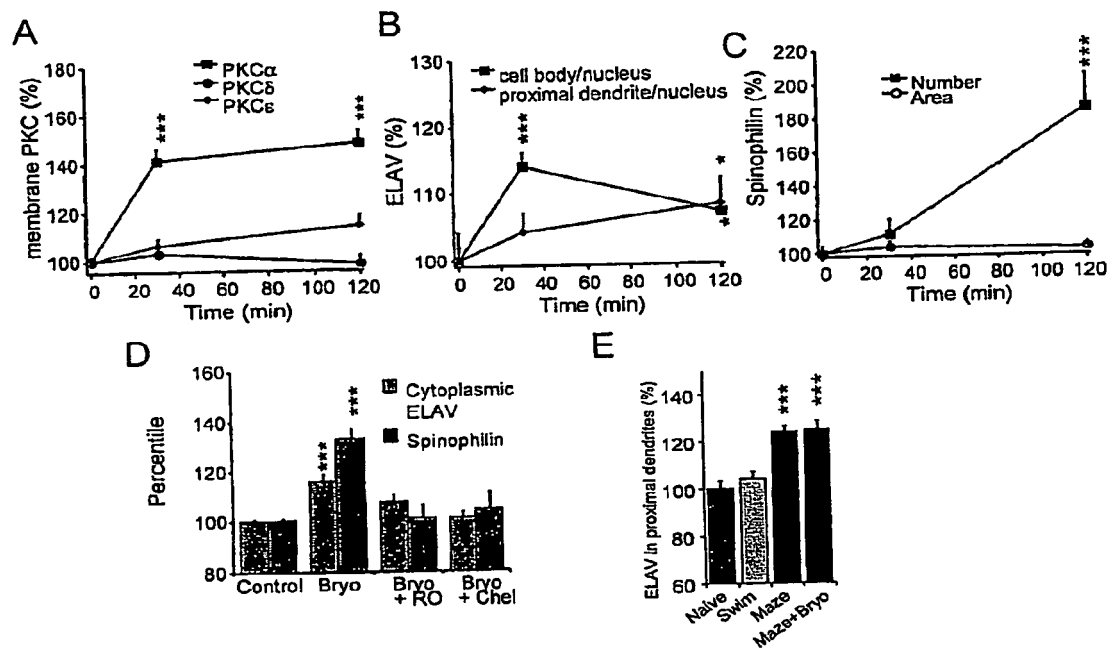 A
membrane PKC (%)
180
160
140
120
100
PKCα
PKCδ
PKCε
***
***
0 20 40 60 80 100 120
Time (min)
B
ELAV (%)
130
120
110
100
cell body/nucleus
proximal dendrite/nucleus
***
*
*
0 20 40 60 80 100 120
Time (min)
C
Spinophilin (%)
220
200
180
160
140
120
100
Number
Area
***
0 20 40 60 80 100 120
Time (min)
D
Percentile
160
140
120
100
80
Cytoplasmic
ELAV
Spinophilin
***
***
Control
Bryo
Bryo
+ RO
Bryo
+ Chel
E
ELAV in proximal dendrites (%)
140
120
100
80
60
***
***
Naïve
Swim
Maze
Maze+Bryo